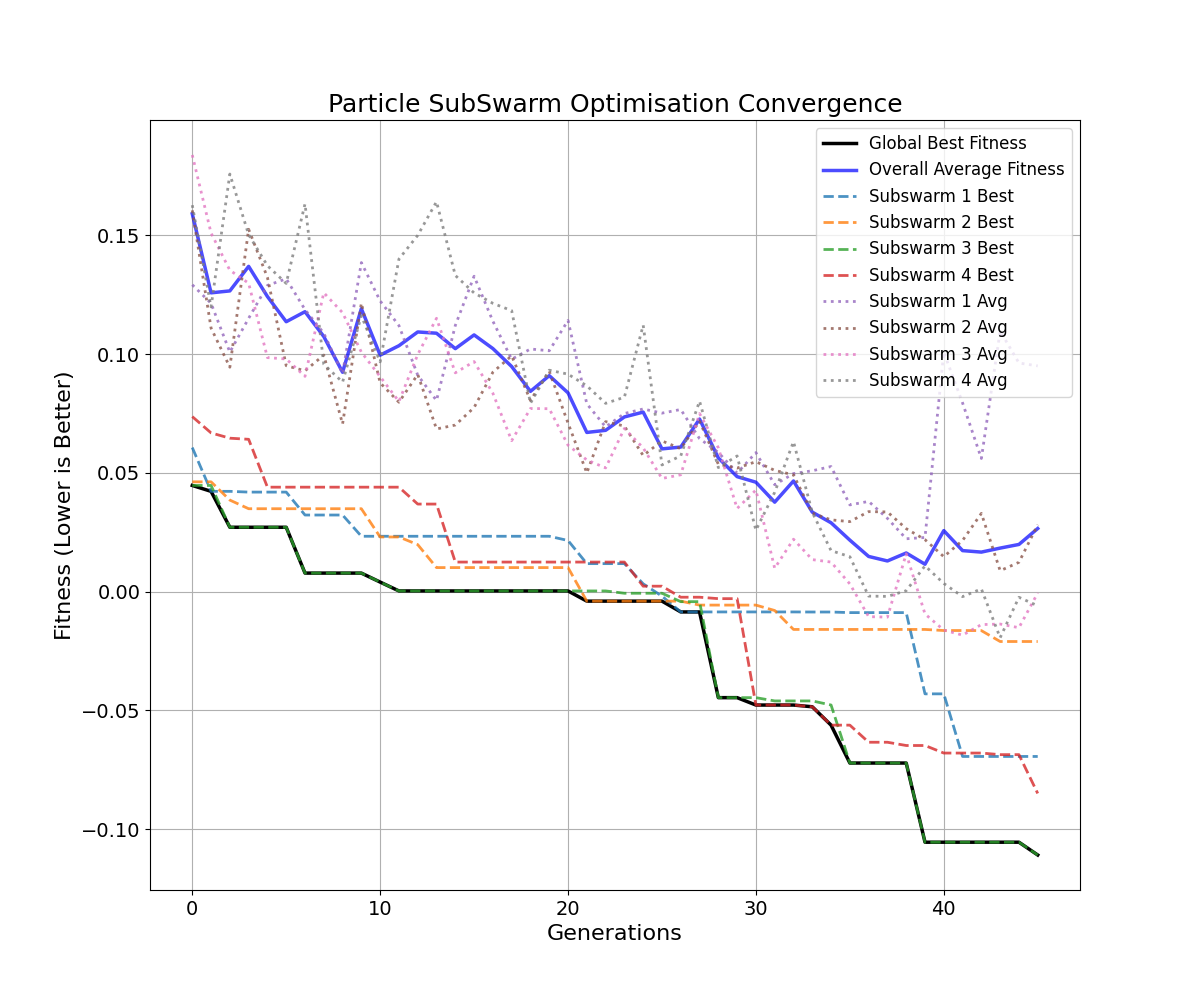 Particle SubSwarm Optimisation Convergence
Global Best Fitness
Overall Average Fitness
Subswarm 1 Best
Subswarm 2 Best
Subswarm 3 Best
Subswarm 4 Best
Subswarm 1 Avg
Subswarm 2 Avg
Subswarm 3 Avg
Subswarm 4 Avg
Fitness (Lower is Better)
0.15
0.10
0.05
0.00
−0.05
−0.10
0 10 20 30 40
Generations